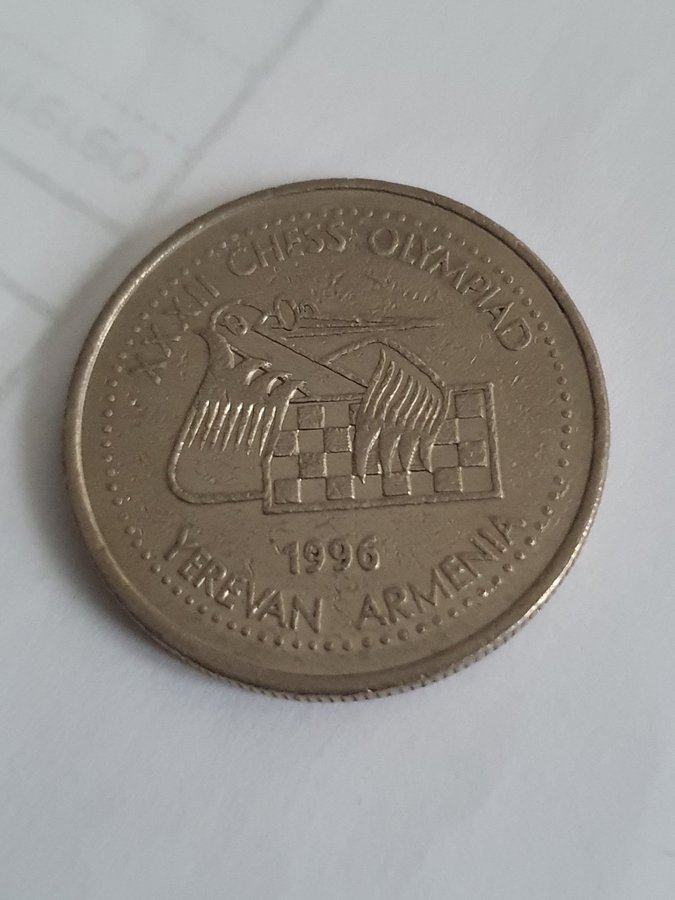 XXXII CHESS OLYMPIAD
1996
YEREVAN ARMENIA